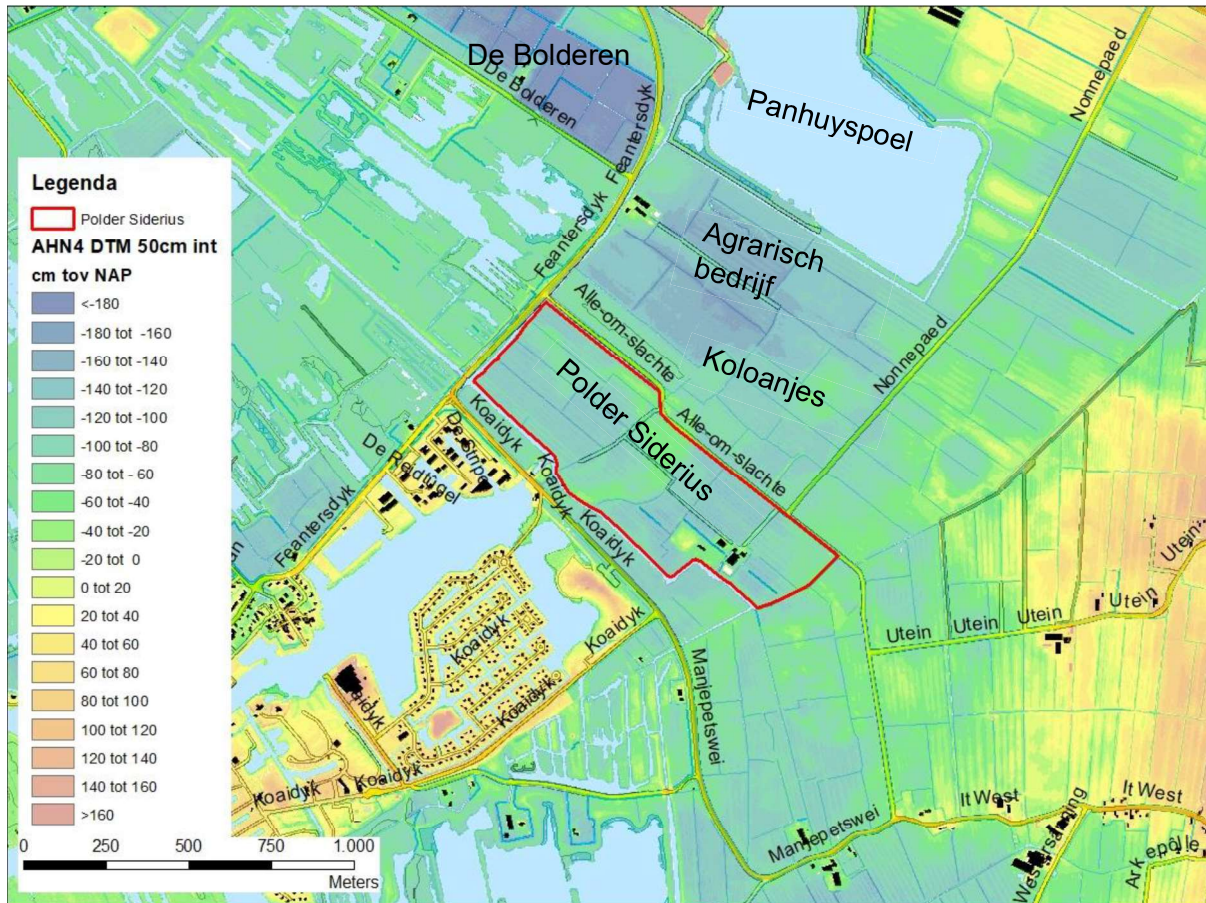 De Bolderen
De Bolderen
Feantersdyk
Panhuyspoel
Nonnepaed
Feantersdyk
Agrarisch
bedrijf
Alle-om-slachte
Koloanjes
Nonnepaed
Polder Siderius
Alle-om-slachte
Koaidyk
De Stripe
De Reidfûgel
Koaidyk
Koaidyk
Feantersdyk
Utein
Utein
Utein
Utein
Utein
Koaidyk
Koaidyk
Koaidyk
Manjepetswei
Koaidyk
Koaidyk
Manjepetswei
It West
It West
Westersanning
Ark epôlle
Legenda
Polder Siderius
AHN4 DTM 50cm int
cm tov NAP
<-180
-180 tot -160
-160 tot -140
-140 tot -120
-120 tot -100
-100 tot -80
-80 tot - 60
-60 tot -40
-40 tot -20
-20 tot 0
0 tot 20
20 tot 40
40 tot 60
60 tot 80
80 tot 100
100 tot 120
120 tot 140
140 tot 160
>160
0 250 500 750 1.000
Meters